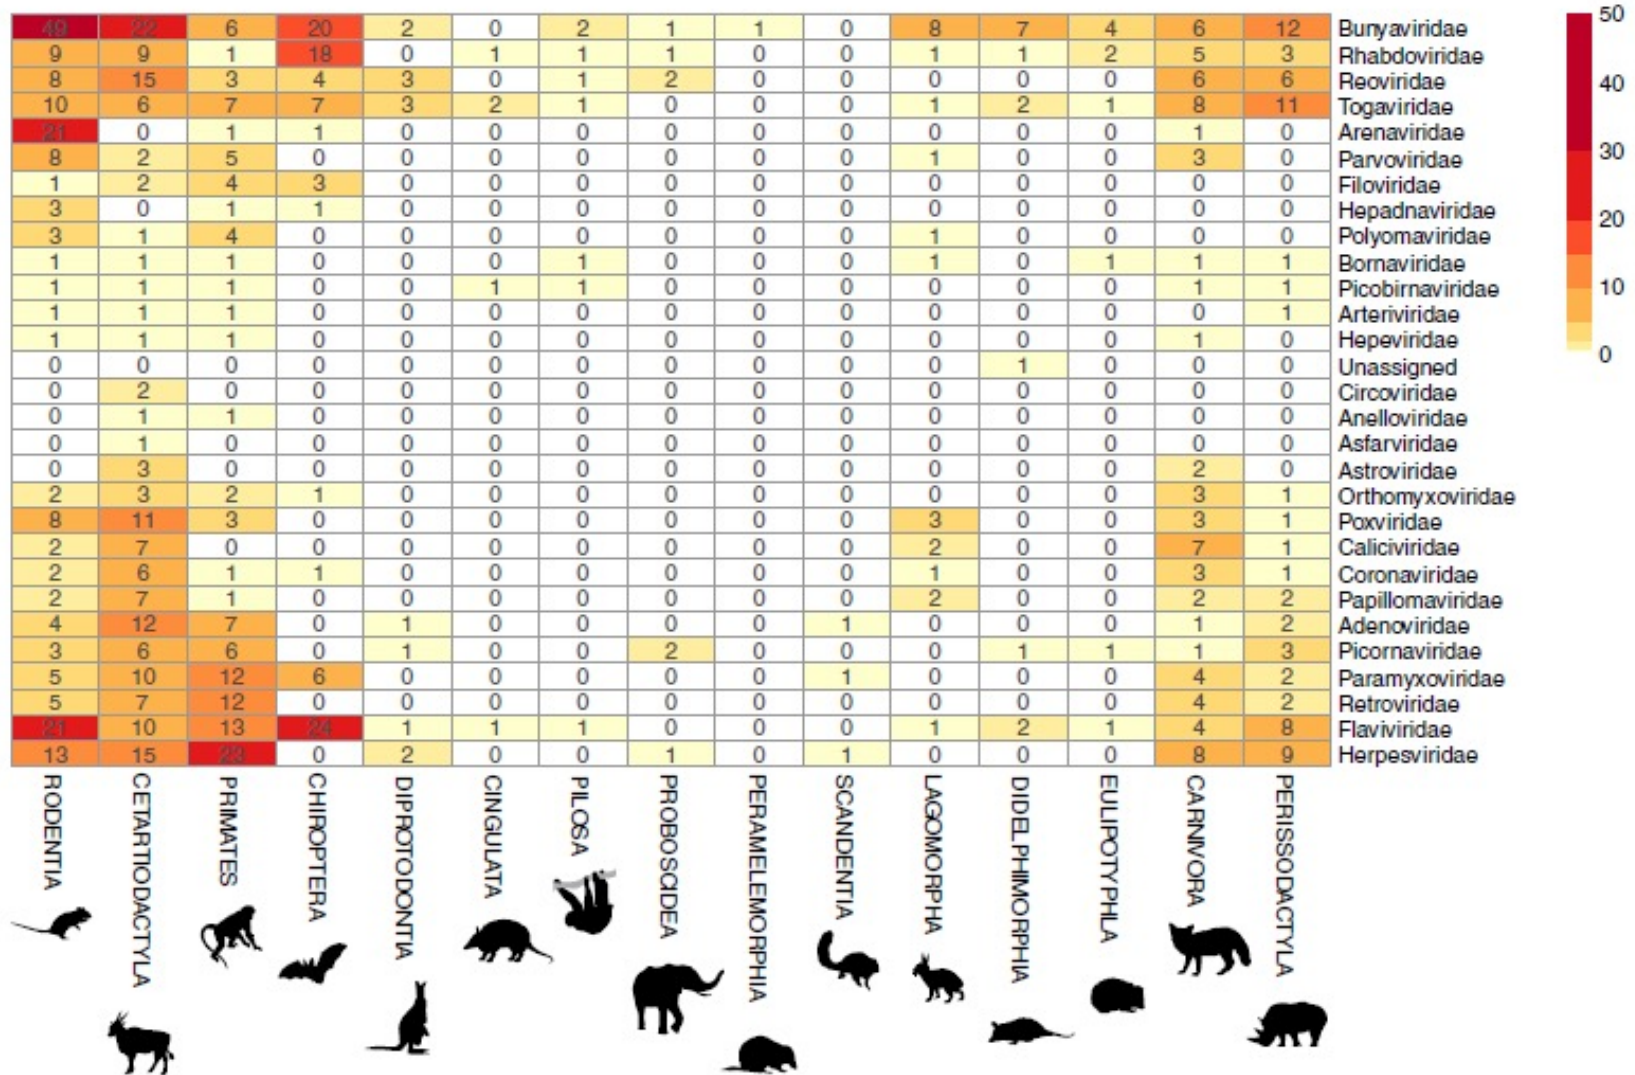 49 22 6 20 2 0 2 1 1 0 8 7 4 6 12 Bunyaviridae
9 9 1 18 0 1 1 1 0 0 1 1 2 5 3 Rhabdoviridae
8 15 3 4 3 0 1 2 0 0 0 0 0 6 6 Reoviridae
10 6 7 7 3 2 1 0 0 0 1 2 1 8 11 Togaviridae
21 0 1 1 0 0 0 0 0 0 0 0 0 1 0 Arenaviridae
8 2 5 0 0 0 0 0 0 0 1 0 0 3 0 Parvoviridae
1 2 4 3 0 0 0 0 0 0 0 0 0 0 0 Filoviridae
3 0 1 1 0 0 0 0 0 0 0 0 0 0 0 Hepadnaviridae
3 1 4 0 0 0 0 0 0 0 1 0 0 0 0 Polyomaviridae
1 1 1 0 0 0 1 0 0 0 1 0 1 1 1 Bornaviridae
1 1 1 0 0 1 1 0 0 0 0 0 0 1 1 Picobirnaviridae
1 1 1 0 0 0 0 0 0 0 0 0 0 0 1 Arteriviridae
1 1 1 0 0 0 0 0 0 0 0 0 0 1 0 Hepeviridae
0 0 0 0 0 0 0 0 0 0 0 1 0 0 0 Unassigned
0 2 0 0 0 0 0 0 0 0 0 0 0 0 0 Circoviridae
0 1 1 0 0 0 0 0 0 0 0 0 0 0 0 Anelloviridae
0 1 0 0 0 0 0 0 0 0 0 0 0 0 0 Asfarviridae
0 3 0 0 0 0 0 0 0 0 0 0 0 2 0 Astroviridae
2 3 2 1 0 0 0 0 0 0 0 0 0 3 1 Orthomyxoviridae
8 11 3 0 0 0 0 0 0 0 3 0 0 3 1 Poxviridae
2 7 0 0 0 0 0 0 0 0 2 0 0 7 1 Caliciviridae
2 6 1 1 0 0 0 0 0 0 1 0 0 3 1 Coronaviridae
2 7 1 0 0 0 0 0 0 0 2 0 0 2 2 Papillomaviridae
4 12 7 0 1 0 0 0 0 1 0 0 0 1 2 Adenoviridae
3 6 6 0 1 0 0 2 0 0 0 1 1 1 3 Picornaviridae
5 10 12 6 0 0 0 0 0 1 0 0 0 4 2 Paramyxoviridae
5 7 12 0 0 0 0 0 0 0 0 0 0 4 2 Retroviridae
21 10 13 24 1 1 1 0 0 0 1 2 1 4 8 Flaviviridae
13 15 23 0 2 0 0 1 0 1 0 0 0 8 9 Herpesviridae
RODENTIA
CETARTIODACTYLA
PRIMATES
CHIROPTERA
DIPROTODONTIA
CINGULATA
PILOSA
PROBOSCIDEA
PERAMELEMORPHIA
SCANDENTIA
LAGOMORPHA
DIDELPHIMORPHIA
EULIPOTYPHLA
CARNIVORA
PERISSODACTYLA
50
40
30
20
10
0